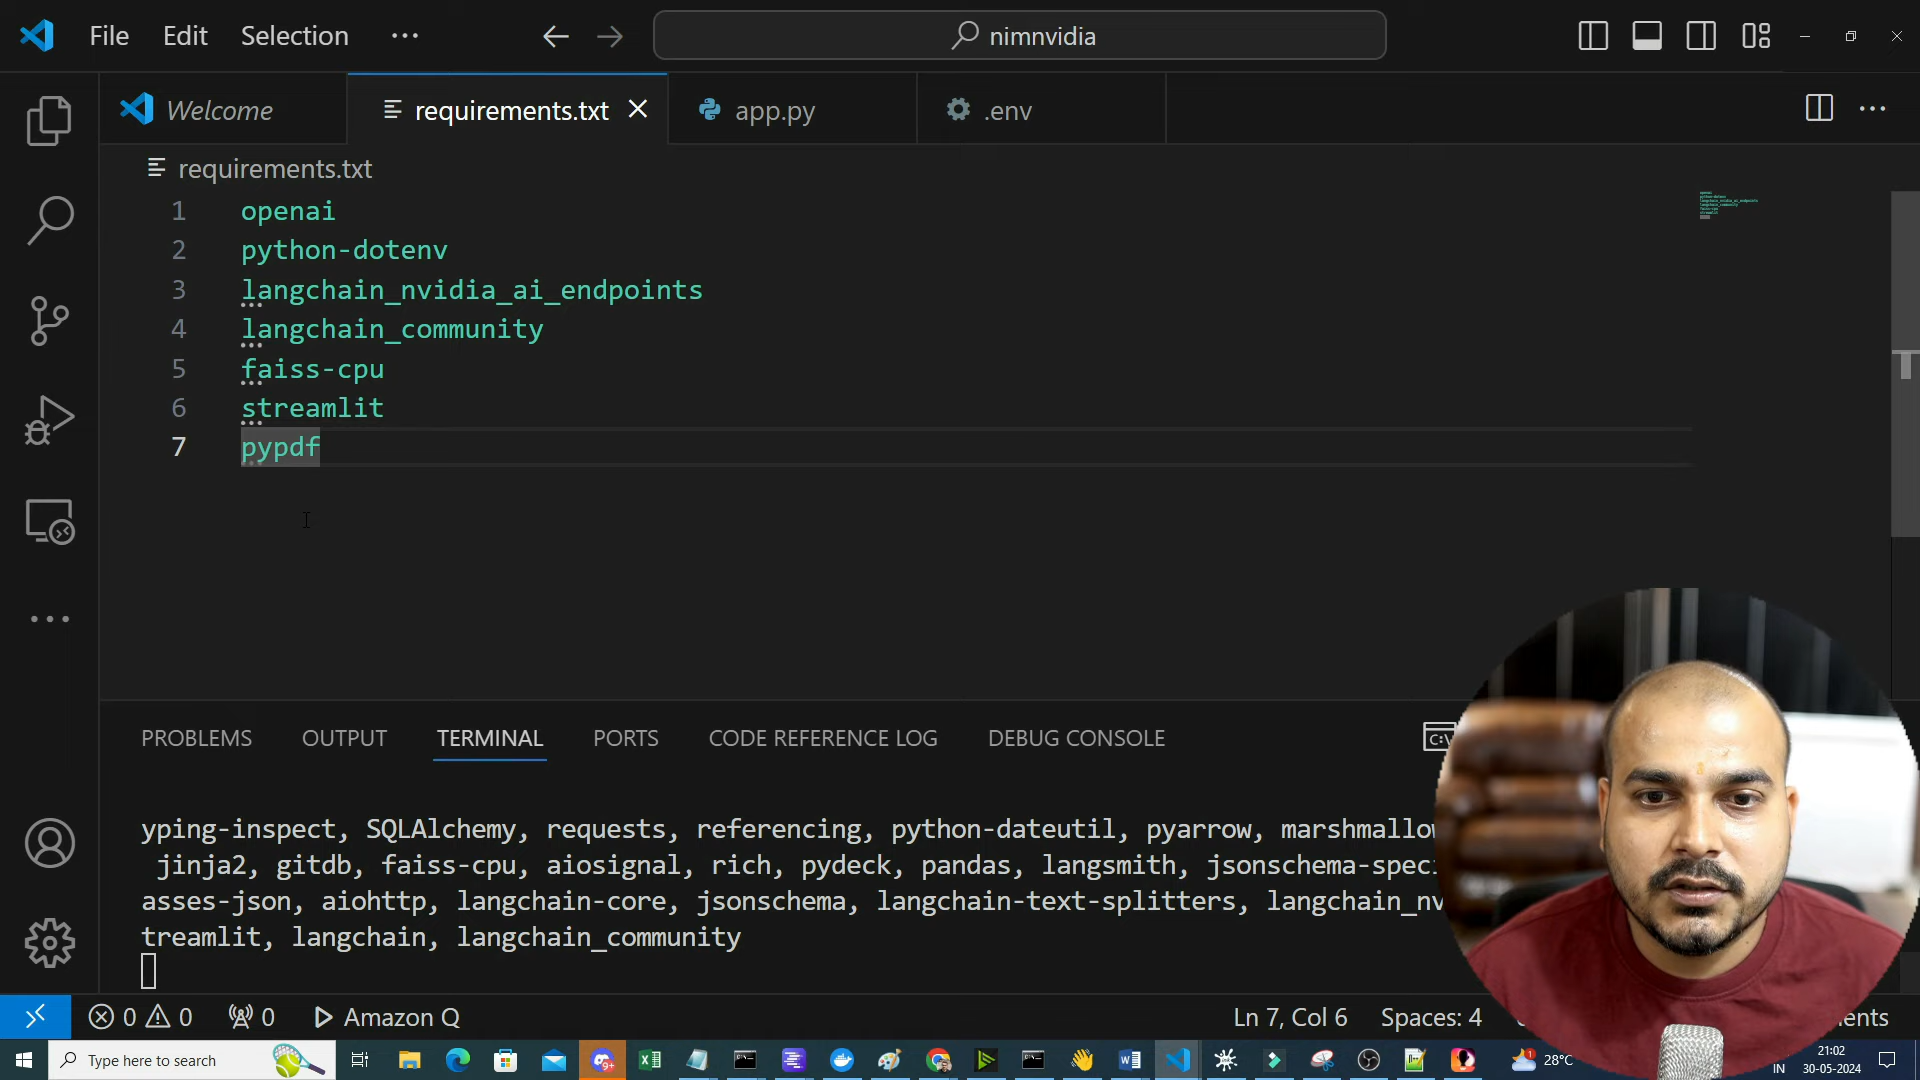 File Edit Selection ··· nimnvidia
Welcome requirements.txt app.py .env
requirements.txt
1 openai
2 python-dotenv
3 langchain_nvidia_ai_endpoints
4 langchain_community
5 faiss-cpu
6 streamlit
7 pypdf
PROBLEMS OUTPUT TERMINAL PORTS CODE REFERENCE LOG DEBUG CONSOLE
yping-inspect, SQLAlchemy, requests, referencing, python-dateutil, pyarrow, marshmallow
jinja2, gitdb, faiss-cpu, aiosignal, rich, pydeck, pandas, langsmith, jsonschema-speci
asses-json, aiohttp, langchain-core, jsonschema, langchain-text-splitters, langchain_nv
treamlit, langchain, langchain_community
0 0 0 Amazon Q Ln 7, Col 6 Spaces: 4 ents
Type here to search 28°C IN 21:02
30-05-2024